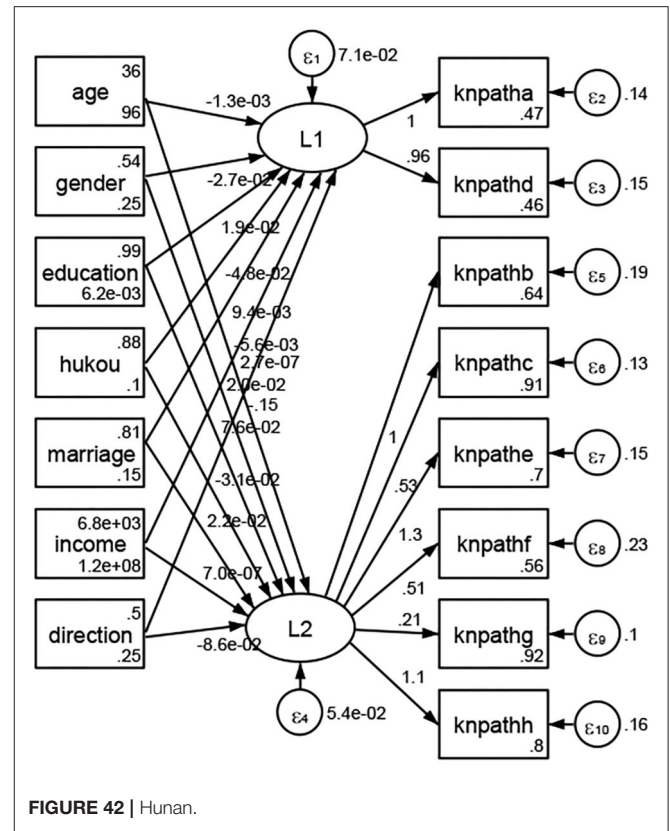 ε1 7.1e-02
36
age
96
.54
gender
.25
.99
education
6.2e-03
.88
hukou
.1
.81
marriage
.15
6.8e+03
income
1.2e+08
.5
direction
.25
-1.3e-03
-2.7e-02
1.9e-02
-4.8e-02
9.4e-03
-5.6e-03
2.7e-07
2.0e-02
-.15
7.6e-02
-3.1e-02
2.2e-02
7.0e-07
-8.6e-02
L1
L2
ε4 5.4e-02
1
.96
1
.53
1.3
.51
.21
1.1
knpatha
.47
ε2 .14
knpathd
.46
ε3 .15
knpathb
.64
ε5 .19
knpathc
.91
ε6 .13
knpathe
.7
ε7 .15
knpathf
.56
ε8 .23
knpathg
.92
ε9 .1
knpathh
.8
ε10 .16
FIGURE 42 | Hunan.